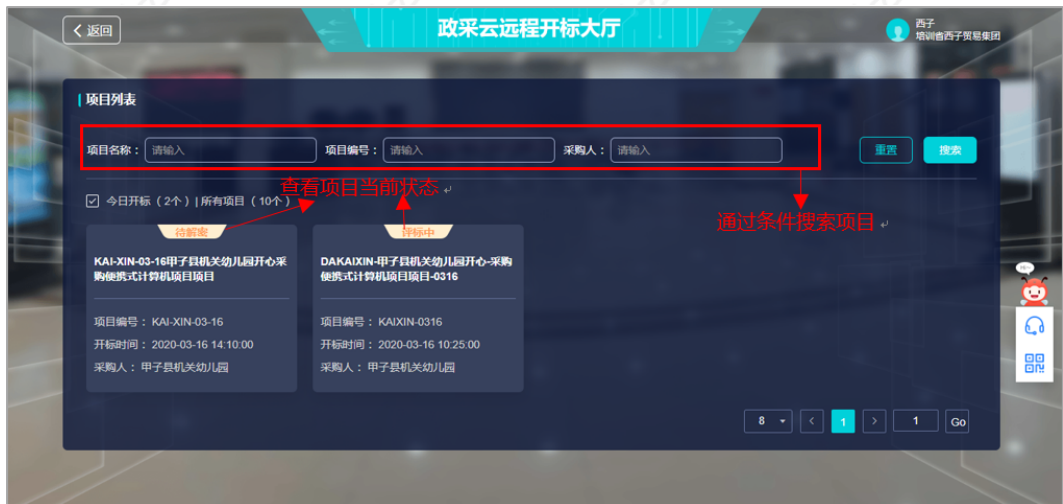 返回
政采云远程开标大厅
西子
培训省西子贸易集团
项目列表
项目名称： 请输入 项目编号： 请输入 采购人： 请输入 重置 搜索
今日开标（2个）| 所有项目（10个）
查看项目当前状态
通过条件搜索项目
待解密
KAI-XIN-03-16甲子县机关幼儿园开心采
购便携式计算机项目项目
项目编号： KAI-XIN-03-16
开标时间： 2020-03-16 14:10:00
采购人： 甲子县机关幼儿园
评标中
DAKAIXIN-甲子县机关幼儿园开心-采购
便携式计算机项目项目-0316
项目编号： KAIXIN-0316
开标时间： 2020-03-16 10:25:00
采购人： 甲子县机关幼儿园
8 < 1 > 1 Go